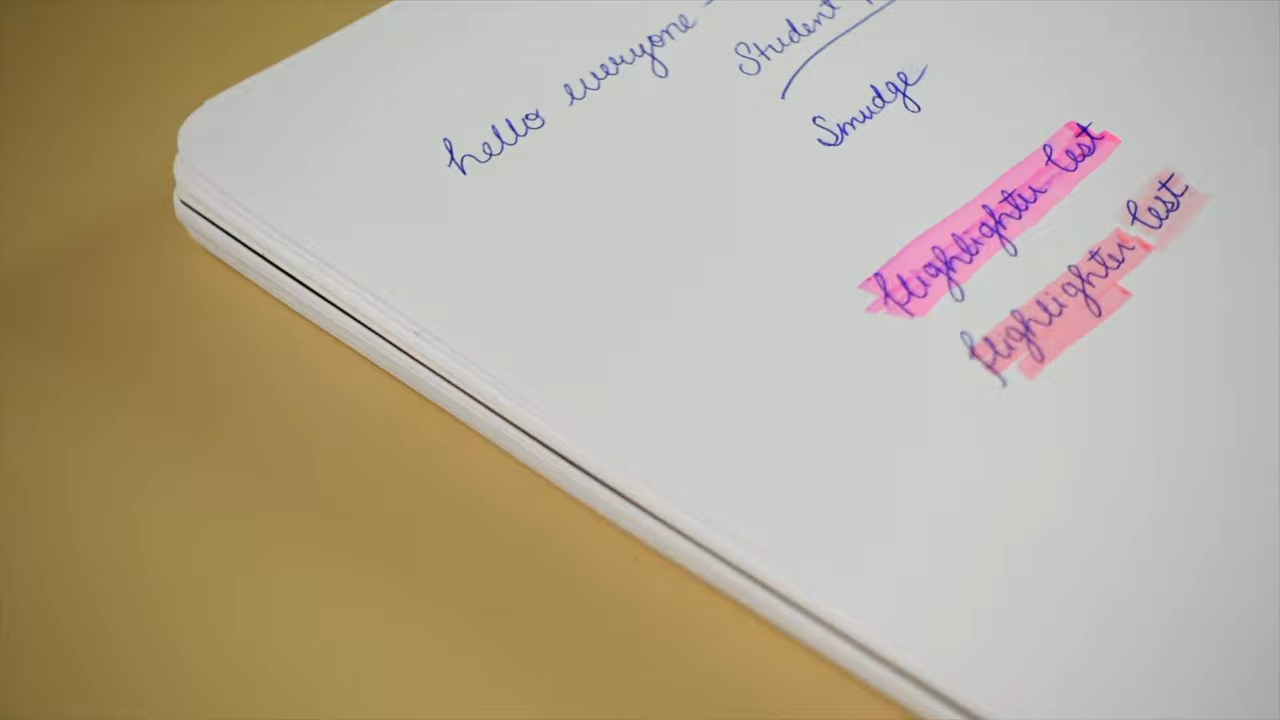 hello everyone -
Student
Smudge
Highlighter test
Highlighter test